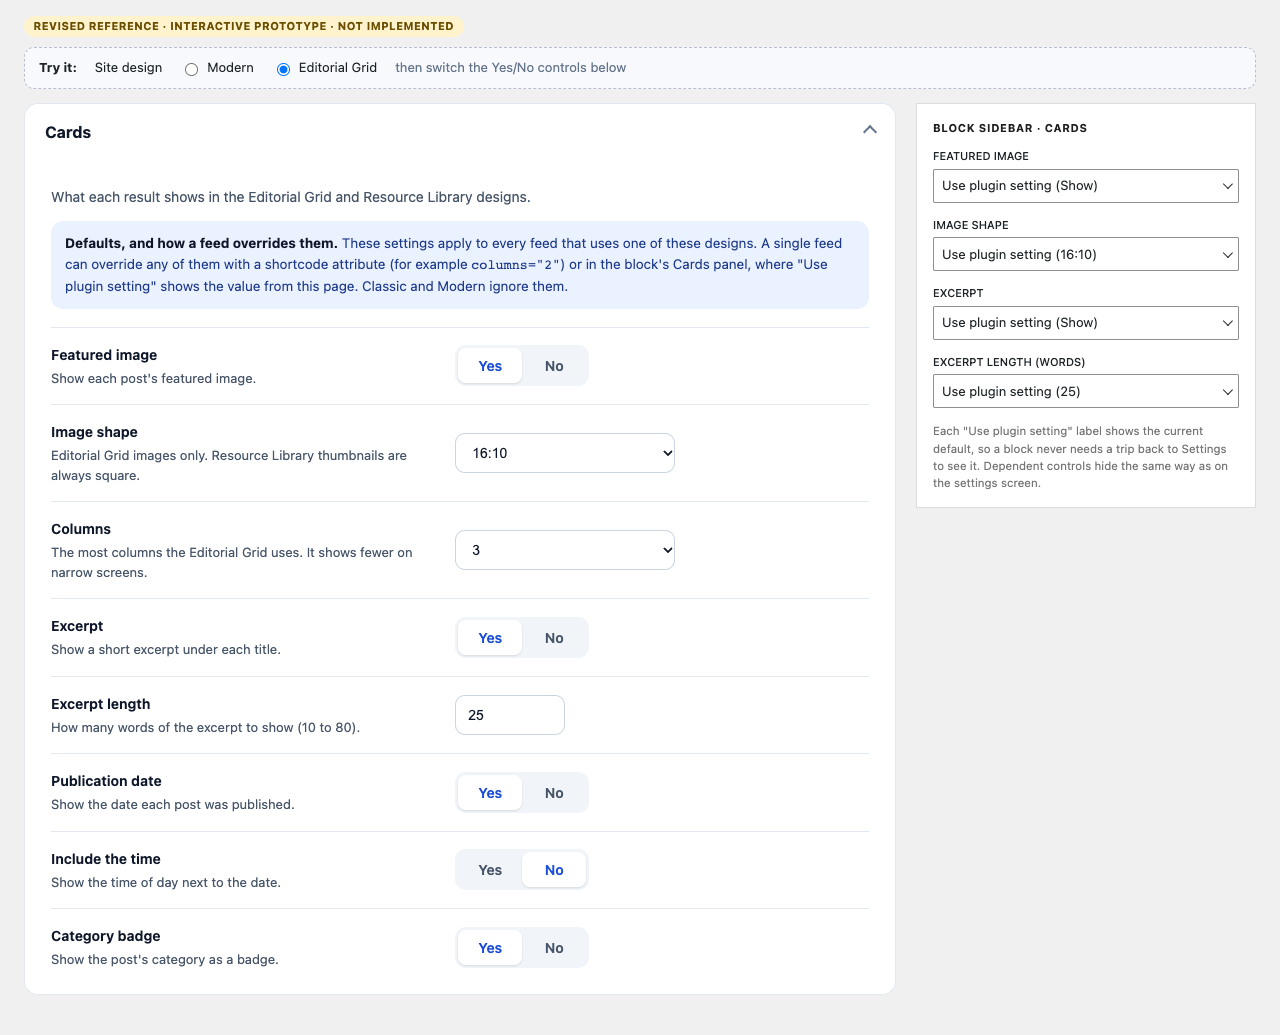 REVISED REFERENCE · INTERACTIVE PROTOTYPE · NOT IMPLEMENTED
Try it: Site design Modern Editorial Grid then switch the Yes/No controls below
Cards
What each result shows in the Editorial Grid and Resource Library designs.
Defaults, and how a feed overrides them. These settings apply to every feed that uses one of these designs. A single feed
can override any of them with a shortcode attribute (for example columns="2") or in the block's Cards panel, where "Use
plugin setting" shows the value from this page. Classic and Modern ignore them.
Featured image
Show each post's featured image.
Yes No
Image shape
Editorial Grid images only. Resource Library thumbnails are
always square.
16:10
Columns
The most columns the Editorial Grid uses. It shows fewer on
narrow screens.
3
Excerpt
Show a short excerpt under each title.
Yes No
Excerpt length
How many words of the excerpt to show (10 to 80).
25
Publication date
Show the date each post was published.
Yes No
Include the time
Show the time of day next to the date.
Yes No
Category badge
Show the post's category as a badge.
Yes No
BLOCK SIDEBAR · CARDS
FEATURED IMAGE
Use plugin setting (Show)
IMAGE SHAPE
Use plugin setting (16:10)
EXCERPT
Use plugin setting (Show)
EXCERPT LENGTH (WORDS)
Use plugin setting (25)
Each "Use plugin setting" label shows the current
default, so a block never needs a trip back to Settings
to see it. Dependent controls hide the same way as on
the settings screen.